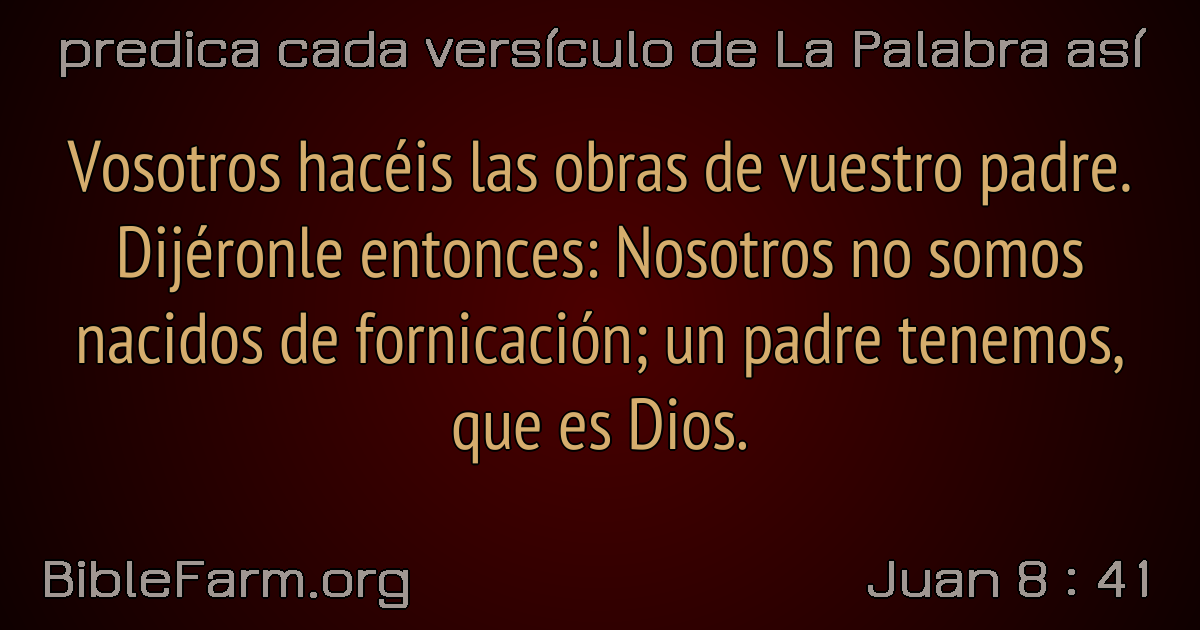 predica cada versículo de La Palabra así
Vosotros hacéis las obras de vuestro padre.
Dijéronle entonces: Nosotros no somos
nacidos de fornicación; un padre tenemos,
que es Dios.
BibleFarm.org
Juan 8 : 41